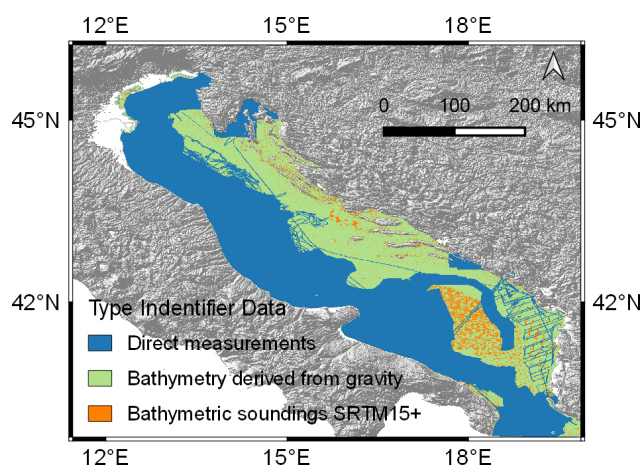 12°E 15°E 18°E
0 100 200 km
45°N 45°N
42°N 42°N
Type Indentifier Data
Direct measurements
Bathymetry derived from gravity
Bathymetric soundings SRTM15+
12°E 15°E 18°E